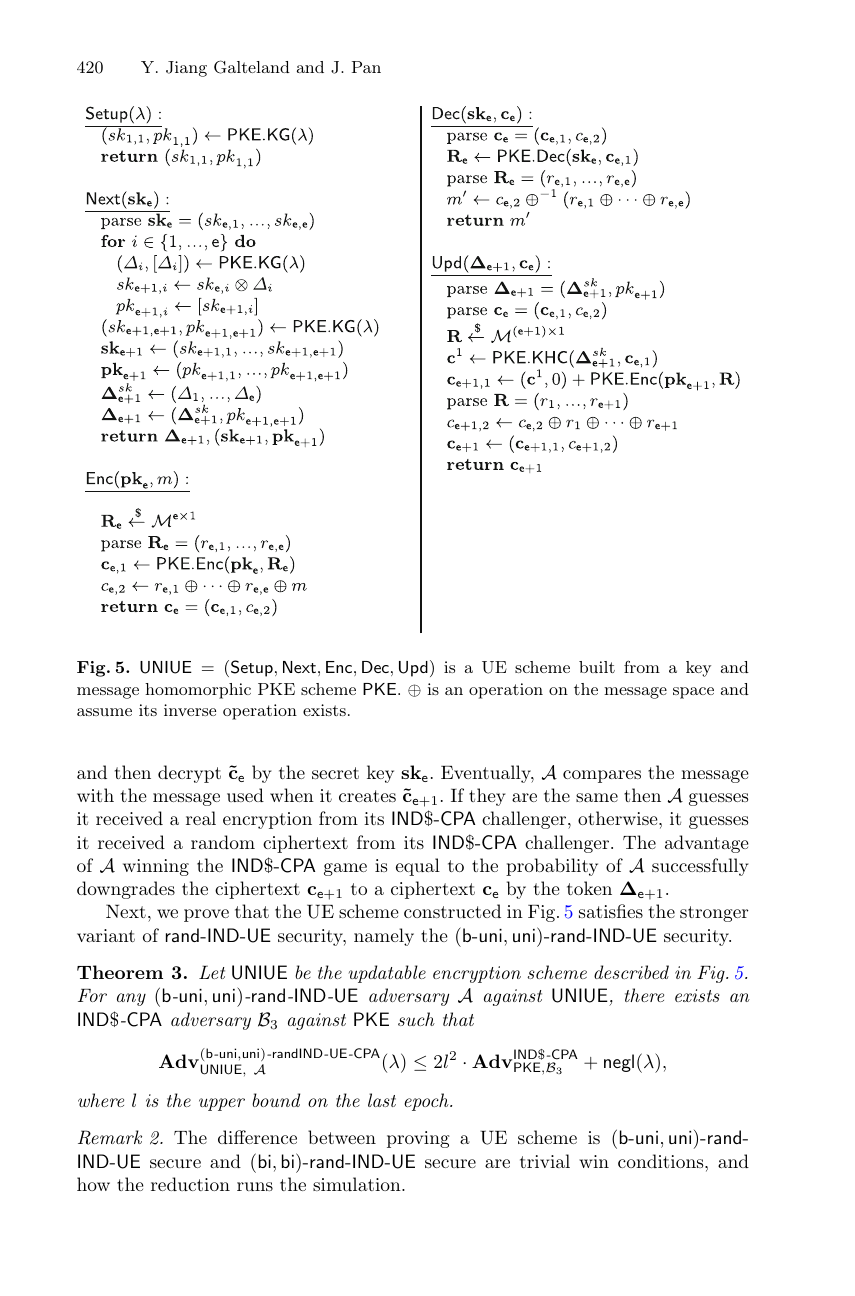 420 Y. Jiang Galteland and J. Pan
Setup(λ) :
(sk₁,₁, pk₁,₁) ← PKE.KG(λ)
return (sk₁,₁, pk₁,₁)
Next(skₑ) :
parse skₑ = (skₑ,₁, ..., skₑ,ₑ)
for i ∈ {1, ..., e} do
(Δᵢ, [Δᵢ]) ← PKE.KG(λ)
skₑ₊₁,ᵢ ← skₑ,ᵢ ⊗ Δᵢ
pkₑ₊₁,ᵢ ← [skₑ₊₁,ᵢ]
(skₑ₊₁,ₑ₊₁, pkₑ₊₁,ₑ₊₁) ← PKE.KG(λ)
skₑ₊₁ ← (skₑ₊₁,₁, ..., skₑ₊₁,ₑ₊₁)
pkₑ₊₁ ← (pkₑ₊₁,₁, ..., pkₑ₊₁,ₑ₊₁)
Δˢᵏₑ₊₁ ← (Δ₁, ..., Δₑ)
Δₑ₊₁ ← (Δˢᵏₑ₊₁, pkₑ₊₁,ₑ₊₁)
return Δₑ₊₁, (skₑ₊₁, pkₑ₊₁)
Enc(pkₑ, m) :
Rₑ ←$ ℳᵉˣ¹
parse Rₑ = (rₑ,₁, ..., rₑ,ₑ)
cₑ,₁ ← PKE.Enc(pkₑ, Rₑ)
cₑ,₂ ← rₑ,₁ ⊕ · · · ⊕ rₑ,ₑ ⊕ m
return cₑ = (cₑ,₁, cₑ,₂)
Dec(skₑ, cₑ) :
parse cₑ = (cₑ,₁, cₑ,₂)
Rₑ ← PKE.Dec(skₑ, cₑ,₁)
parse Rₑ = (rₑ,₁, ..., rₑ,ₑ)
m′ ← cₑ,₂ ⊕⁻¹ (rₑ,₁ ⊕ · · · ⊕ rₑ,ₑ)
return m′
Upd(Δₑ₊₁, cₑ) :
parse Δₑ₊₁ = (Δˢᵏₑ₊₁, pkₑ₊₁)
parse cₑ = (cₑ,₁, cₑ,₂)
R ←$ ℳ⁽ᵉ⁺¹⁾ˣ¹
c¹ ← PKE.KHC(Δˢᵏₑ₊₁, cₑ,₁)
cₑ₊₁,₁ ← (c¹, 0) + PKE.Enc(pkₑ₊₁, R)
parse R = (r₁, ..., rₑ₊₁)
cₑ₊₁,₂ ← cₑ,₂ ⊕ r₁ ⊕ · · · ⊕ rₑ₊₁
cₑ₊₁ ← (cₑ₊₁,₁, cₑ₊₁,₂)
return cₑ₊₁
Fig. 5. UNIUE = (Setup, Next, Enc, Dec, Upd) is a UE scheme built from a key and
message homomorphic PKE scheme PKE. ⊕ is an operation on the message space and
assume its inverse operation exists.
and then decrypt c̃ₑ by the secret key skₑ. Eventually, 𝒜 compares the message
with the message used when it creates c̃ₑ₊₁. If they are the same then 𝒜 guesses
it received a real encryption from its IND$-CPA challenger, otherwise, it guesses
it received a random ciphertext from its IND$-CPA challenger. The advantage
of 𝒜 winning the IND$-CPA game is equal to the probability of 𝒜 successfully
downgrades the ciphertext cₑ₊₁ to a ciphertext cₑ by the token Δₑ₊₁.
Next, we prove that the UE scheme constructed in Fig. 5 satisfies the stronger
variant of rand-IND-UE security, namely the (b-uni, uni)-rand-IND-UE security.
Theorem 3. Let UNIUE be the updatable encryption scheme described in Fig. 5.
For any (b-uni, uni)-rand-IND-UE adversary 𝒜 against UNIUE, there exists an
IND$-CPA adversary ℬ₃ against PKE such that
Adv^{(b-uni,uni)-randIND-UE-CPA}_{UNIUE, 𝒜}(λ) ≤ 2l² · Adv^{IND$-CPA}_{PKE,ℬ₃} + negl(λ),
where l is the upper bound on the last epoch.
Remark 2. The difference between proving a UE scheme is (b-uni, uni)-rand-
IND-UE secure and (bi, bi)-rand-IND-UE secure are trivial win conditions, and
how the reduction runs the simulation.